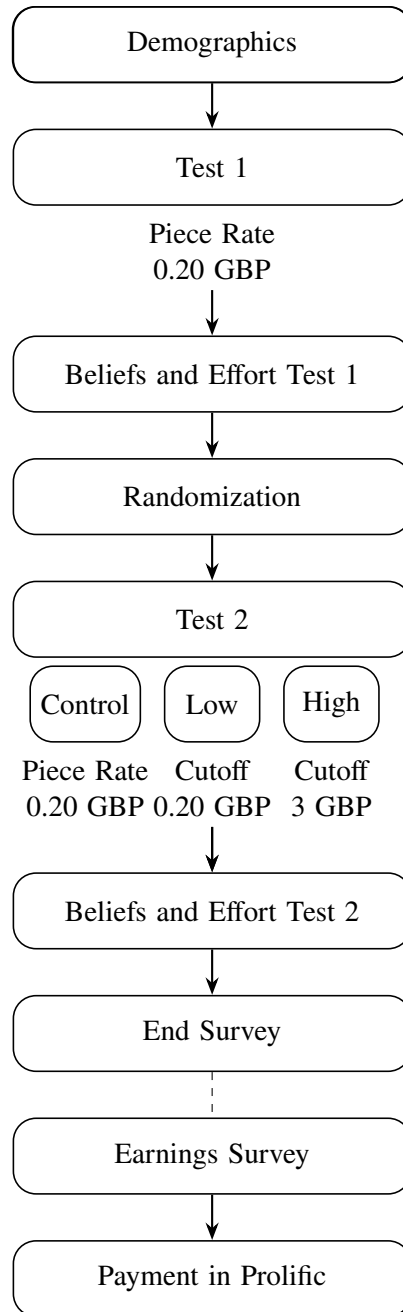 Demographics
Test 1
Piece Rate
0.20 GBP
Beliefs and Effort Test 1
Randomization
Test 2
Control Low High
Piece Rate Cutoff Cutoff
0.20 GBP 0.20 GBP 3 GBP
Beliefs and Effort Test 2
End Survey
Earnings Survey
Payment in Prolific